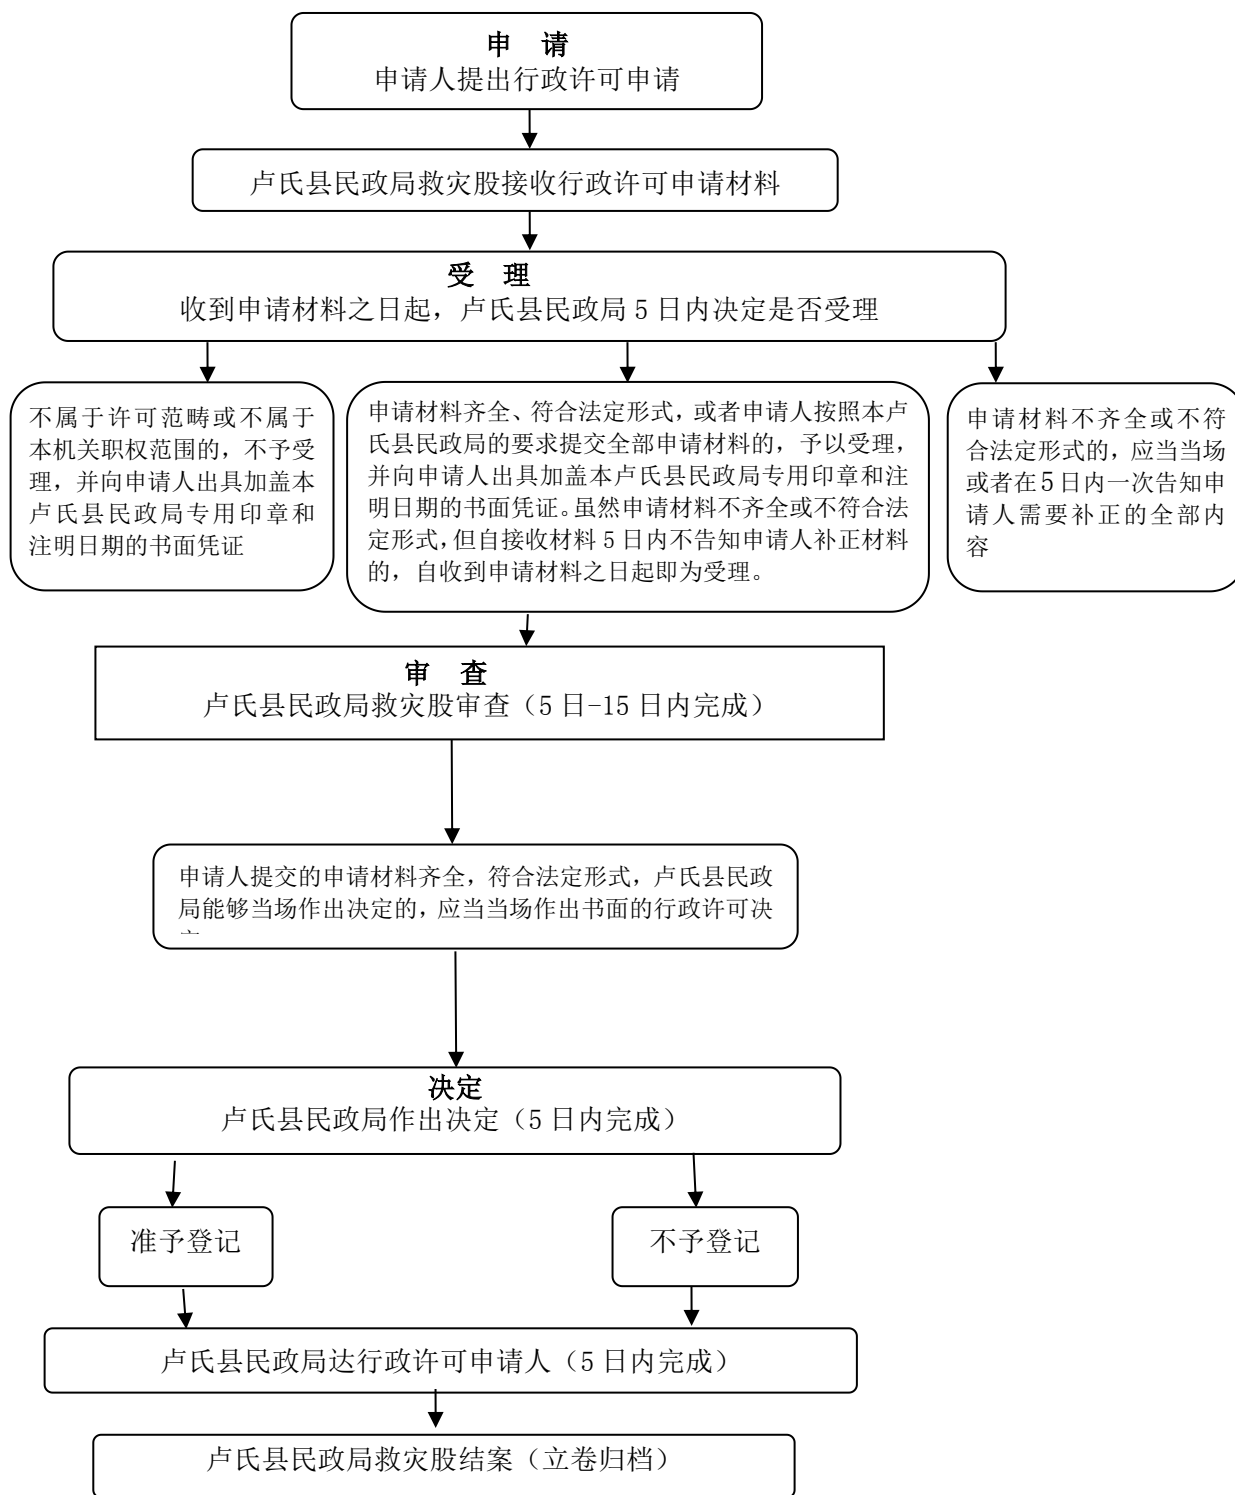 申 请
申请人提出行政许可申请
卢氏县民政局救灾股接收行政许可申请材料
受 理
收到申请材料之日起，卢氏县民政局 5 日内决定是否受理
不属于许可范畴或不属于
本机关职权范围的，不予受
理，并向申请人出具加盖本
卢氏县民政局专用印章和
注明日期的书面凭证
申请材料齐全、符合法定形式，或者申请人按照本卢
氏县民政局的要求提交全部申请材料的，予以受理，
并向申请人出具加盖本卢氏县民政局专用印章和注
明日期的书面凭证。虽然申请材料不齐全或不符合法
定形式，但自接收材料 5 日内不告知申请人补正材料
的，自收到申请材料之日起即为受理。
申请材料不齐全或不符
合法定形式的，应当当场
或者在 5 日内一次告知申
请人需要补正的全部内
容
审 查
卢氏县民政局救灾股审查（5 日-15 日内完成）
申请人提交的申请材料齐全，符合法定形式，卢氏县民政
局能够当场作出决定的，应当当场作出书面的行政许可决
决定
卢氏县民政局作出决定（5 日内完成）
准予登记
不予登记
卢氏县民政局达行政许可申请人（5 日内完成）
卢氏县民政局救灾股结案（立卷归档）